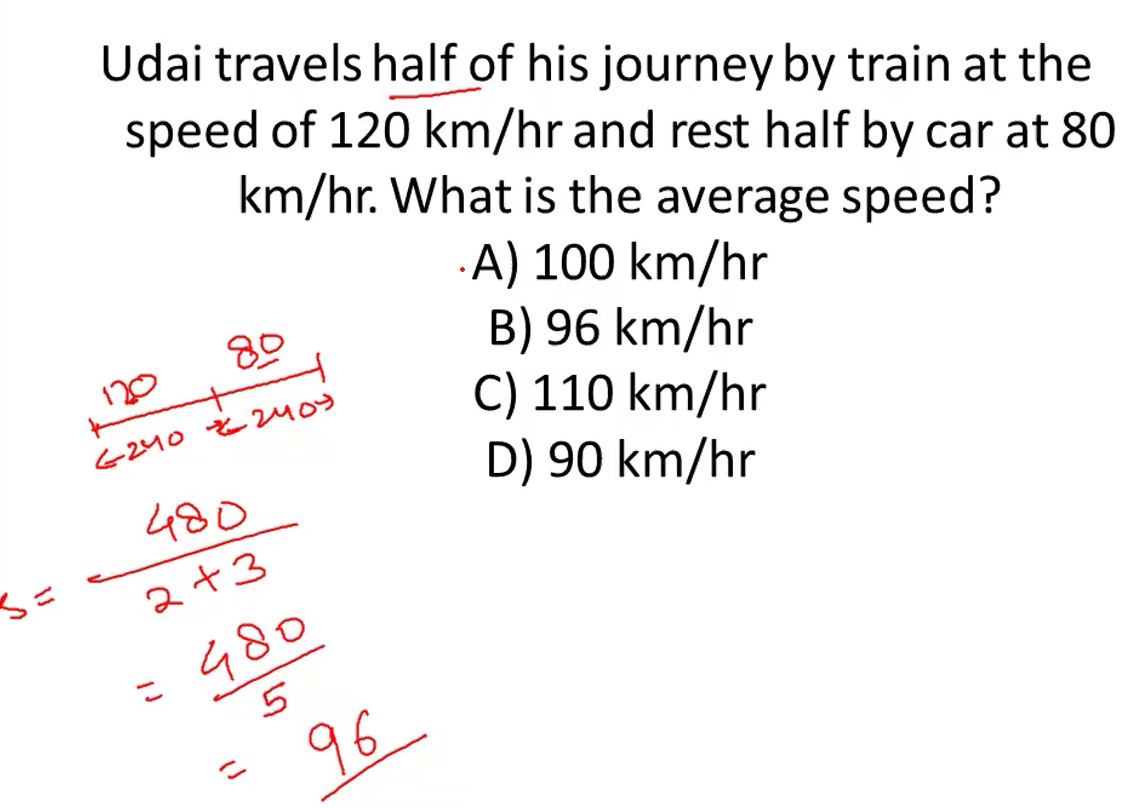 Udai travels half of his journey by train at the
speed of 120 km/hr and rest half by car at 80
km/hr. What is the average speed?
A) 100 km/hr
B) 96 km/hr
C) 110 km/hr
D) 90 km/hr
120 80
240 240
480
s = 2 + 3
= 480
5
= 96